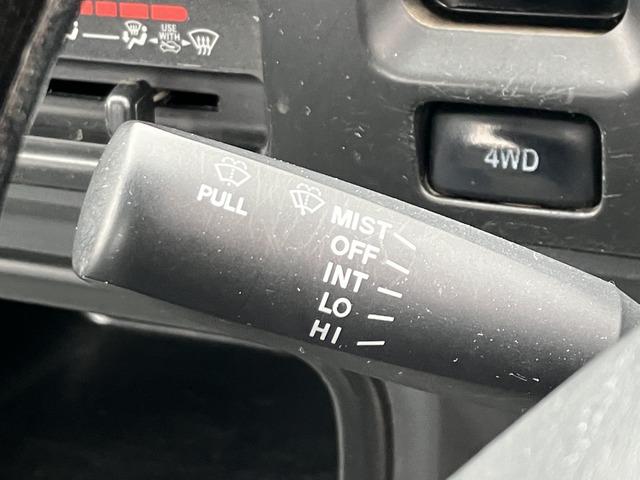 USE
WITH
4WD
PULL
MIST
OFF
INT
LO
HI